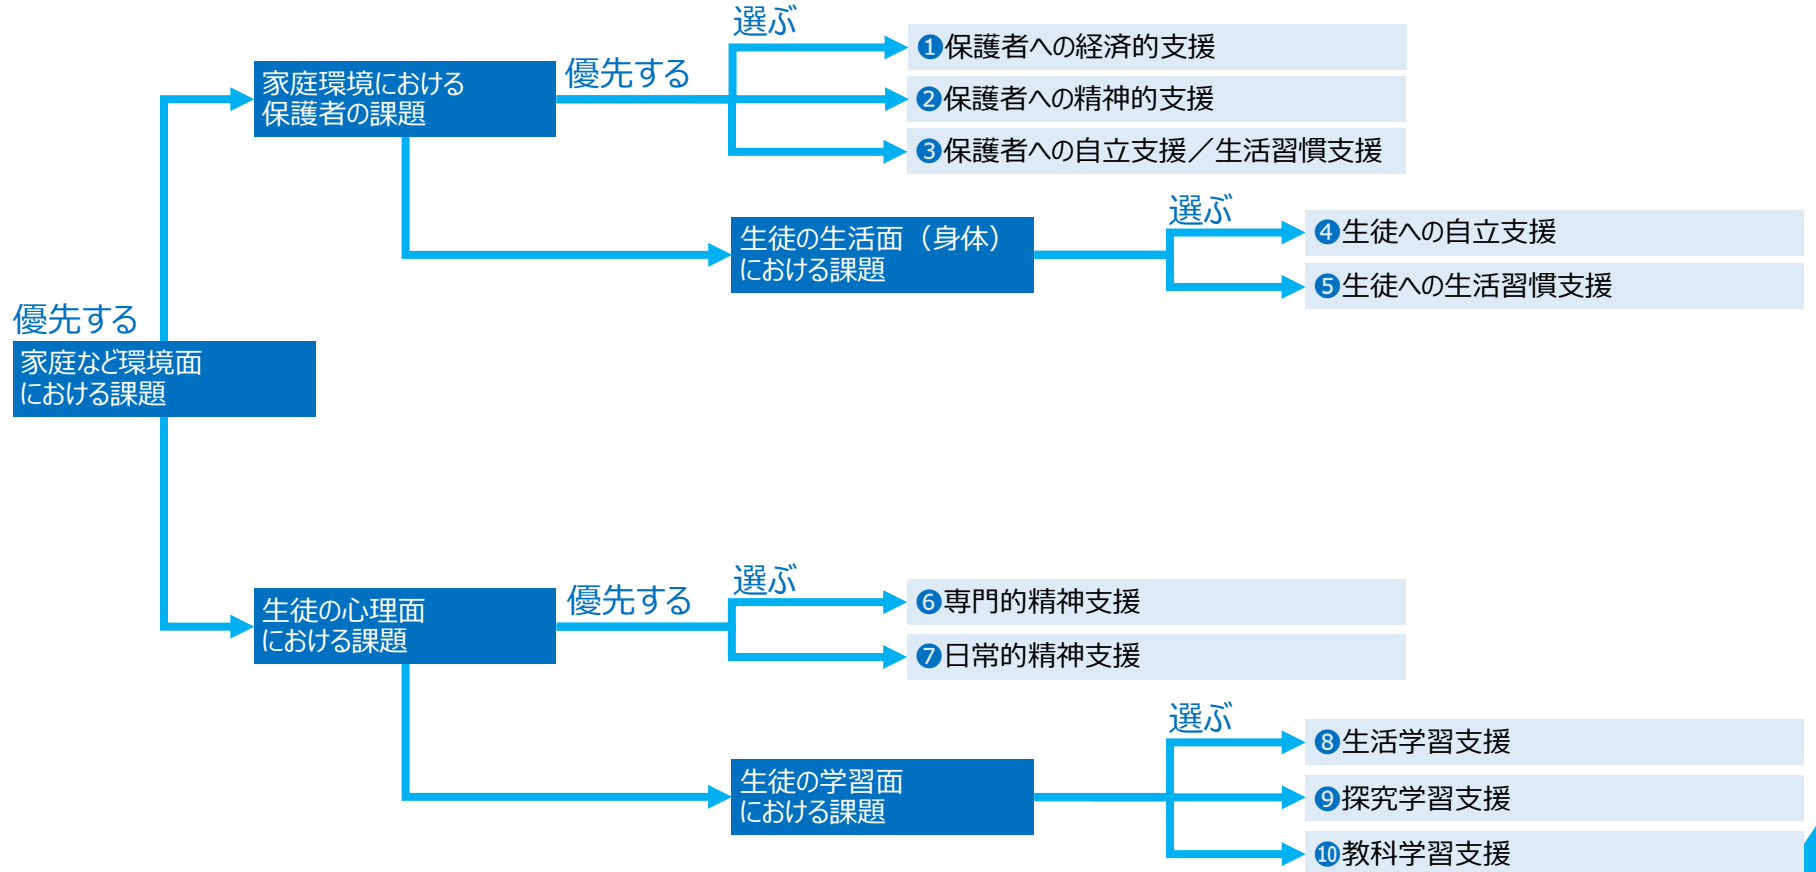 選ぶ
❶保護者への経済的支援
家庭環境における
保護者の課題
優先する
❷保護者への精神的支援
❸保護者への自立支援／生活習慣支援
選ぶ
生徒の生活面（身体）
における課題
❹生徒への自立支援
❺生徒への生活習慣支援
優先する
家庭など環境面
における課題
選ぶ
生徒の心理面
における課題
優先する
❻専門的精神支援
❼日常的精神支援
選ぶ
生徒の学習面
における課題
❽生活学習支援
❾探究学習支援
❿教科学習支援